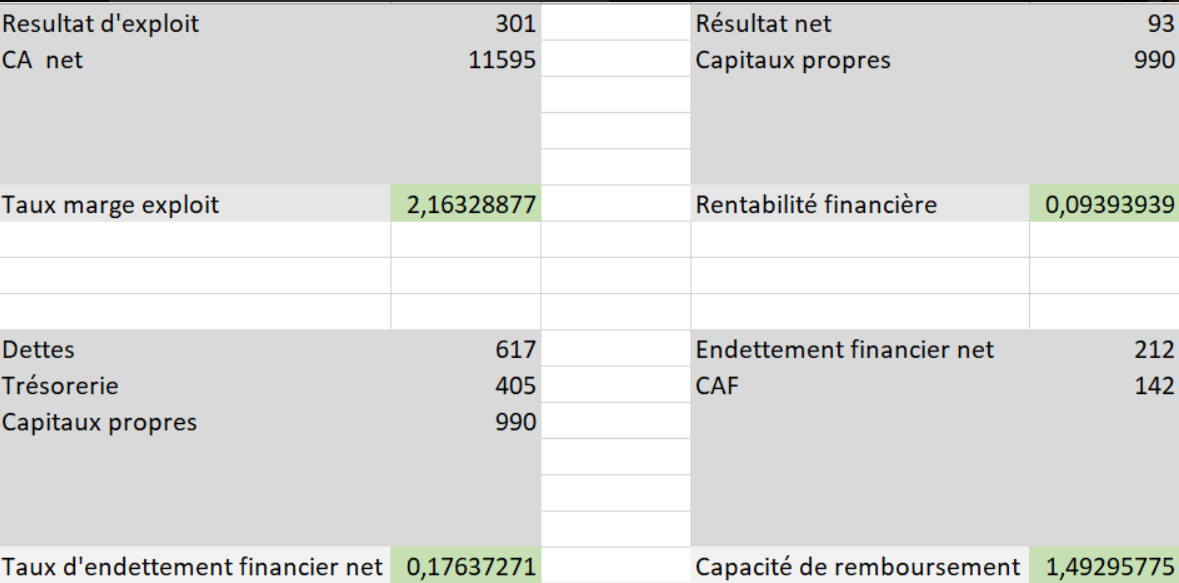 Resultat d'exploit 301 Résultat net 93
CA net 11595 Capitaux propres 990
Taux marge exploit 2,16328877 Rentabilité financière 0,09393939
Dettes 617 Endettement financier net 212
Trésorerie 405 CAF 142
Capitaux propres 990
Taux d'endettement financier net 0,17637271 Capacité de remboursement 1,49295775